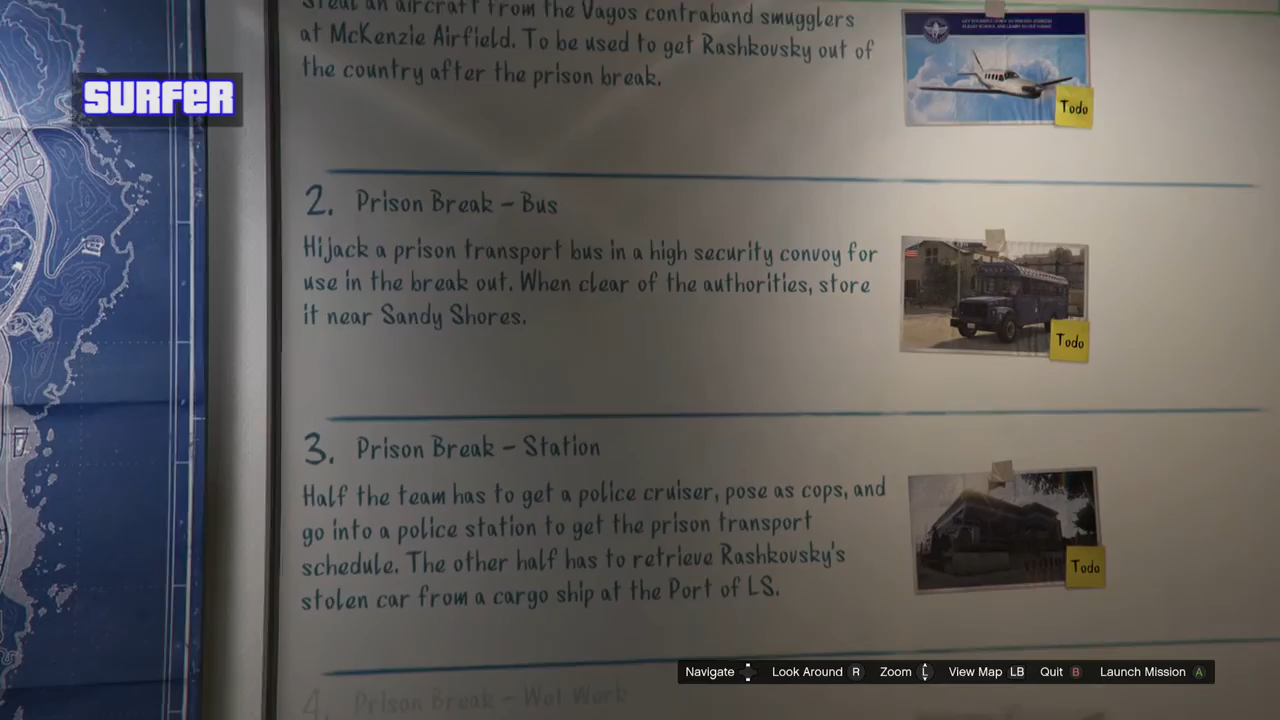 Steal an aircraft from the Vagos contraband smugglers
at McKenzie Airfield. To be used to get Rashkovsky out of
the country after the prison break.
Todo
SURFER
2. Prison Break – Bus
Hijack a prison transport bus in a high security convoy for
use in the break out. When clear of the authorities, store
it near Sandy Shores.
Todo
3. Prison Break – Station
Half the team has to get a police cruiser, pose as cops, and
go into a police station to get the prison transport
schedule. The other half has to retrieve Rashkovsky's
stolen car from a cargo ship at the Port of LS.
Todo
Navigate Look Around R Zoom L View Map LB Quit B Launch Mission A
4. Prison Break – Wet Work